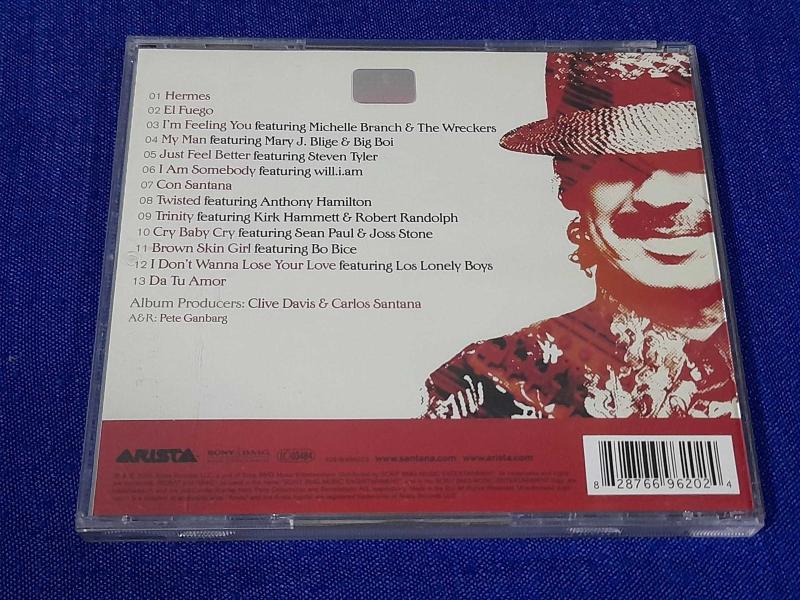 01 Hermes
02 El Fuego
03 I'm Feeling You featuring Michelle Branch & The Wreckers
04 My Man featuring Mary J. Blige & Big Boi
05 Just Feel Better featuring Steven Tyler
06 I Am Somebody featuring will.i.am
07 Con Santana
08 Twisted featuring Anthony Hamilton
09 Trinity featuring Kirk Hammett & Robert Randolph
10 Cry Baby Cry featuring Sean Paul & Joss Stone
11 Brown Skin Girl featuring Bo Bice
12 I Don't Wanna Lose Your Love featuring Los Lonely Boys
13 Da Tu Amor
Album Producers: Clive Davis & Carlos Santana
A&R: Pete Ganbarg
ARISTA SONY BMG LC 03484 www.santana.com www.arista.com
8 28766 96202 4